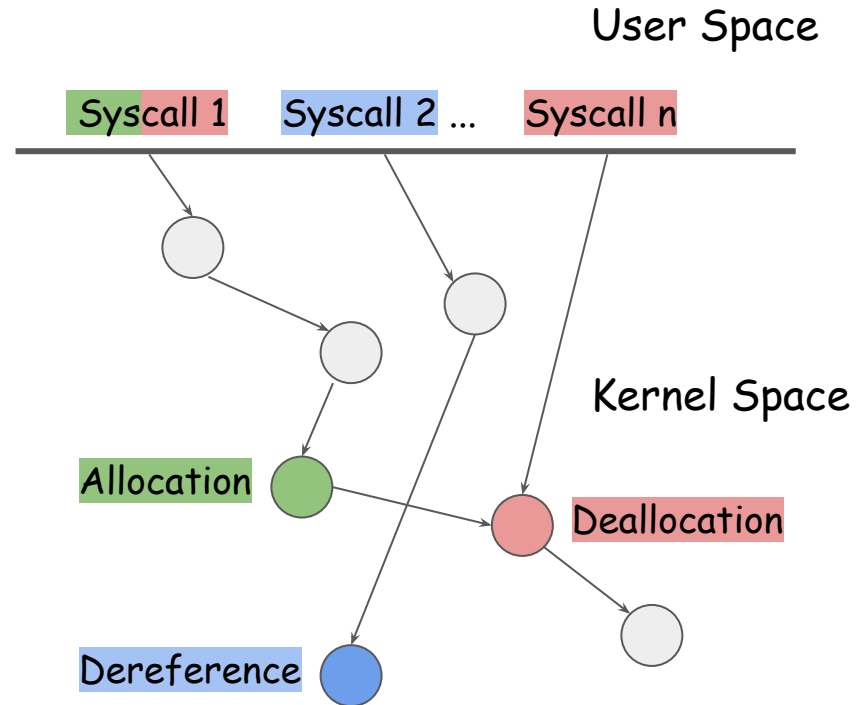 User Space
Syscall 1 Syscall 2 ... Syscall n
Kernel Space
Allocation
Deallocation
Dereference